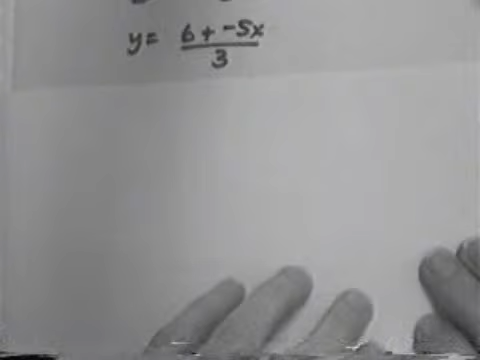 y = 6 + -5x / 3